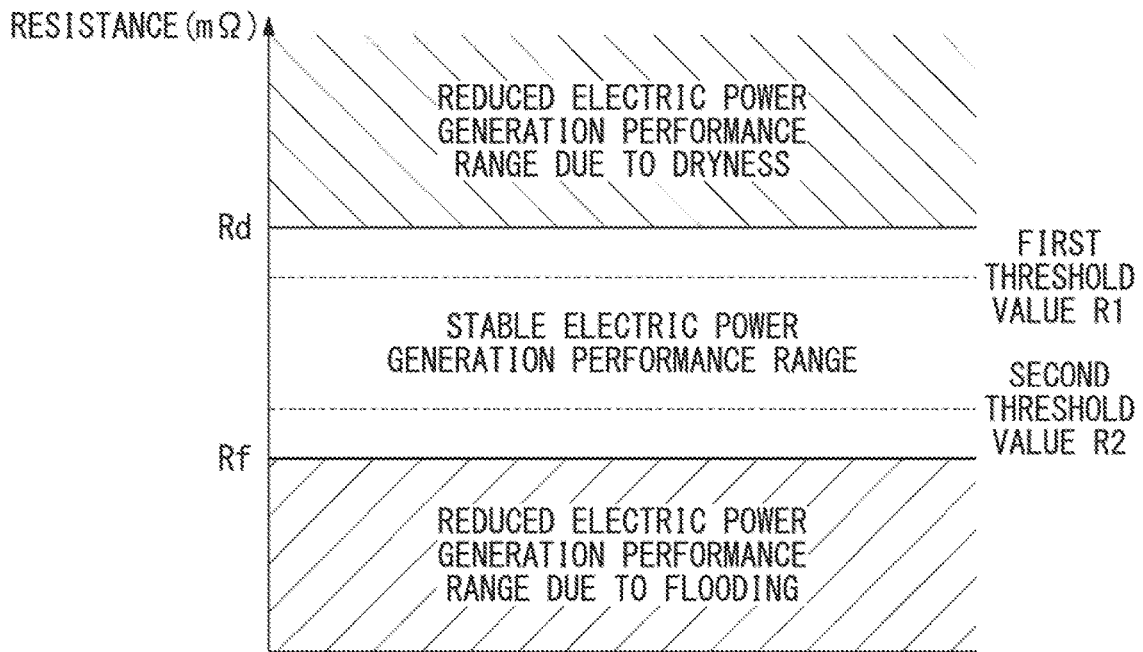 RESISTANCE(mΩ)
REDUCED ELECTRIC POWER
GENERATION PERFORMANCE
RANGE DUE TO DRYNESS
Rd
FIRST
THRESHOLD
VALUE R1
STABLE ELECTRIC POWER
GENERATION PERFORMANCE RANGE
SECOND
THRESHOLD
VALUE R2
Rf
REDUCED ELECTRIC POWER
GENERATION PERFORMANCE
RANGE DUE TO FLOODING